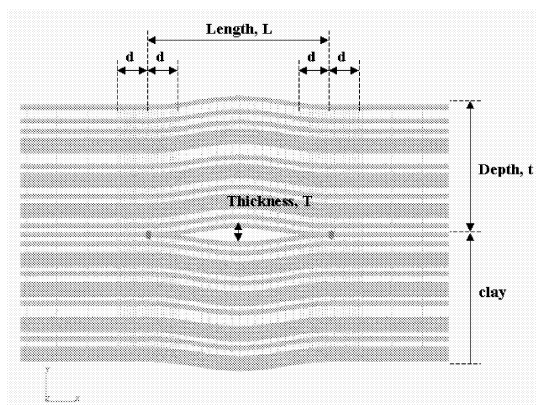 Length, L
d d d d
Depth, t
Thickness, T
clay
Y
Z X